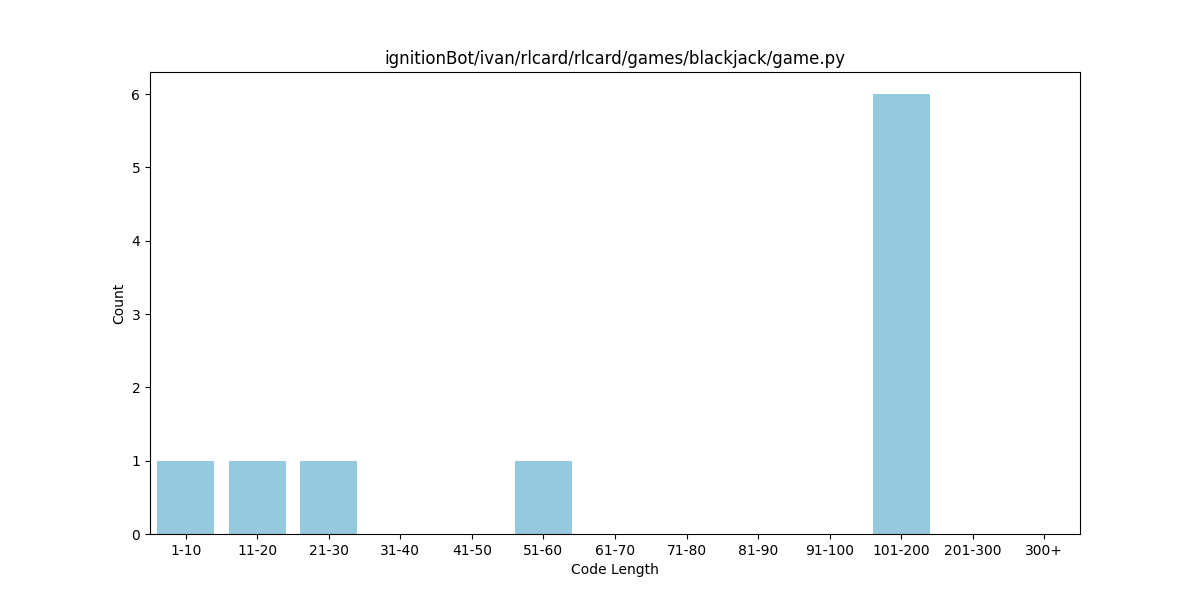 ignitionBot/ivan/rlcard/rlcard/games/blackjack/game.py
6
5
4
3
2
1
0
Count
1-10 11-20 21-30 31-40 41-50 51-60 61-70 71-80 81-90 91-100 101-200 201-300 300+
Code Length